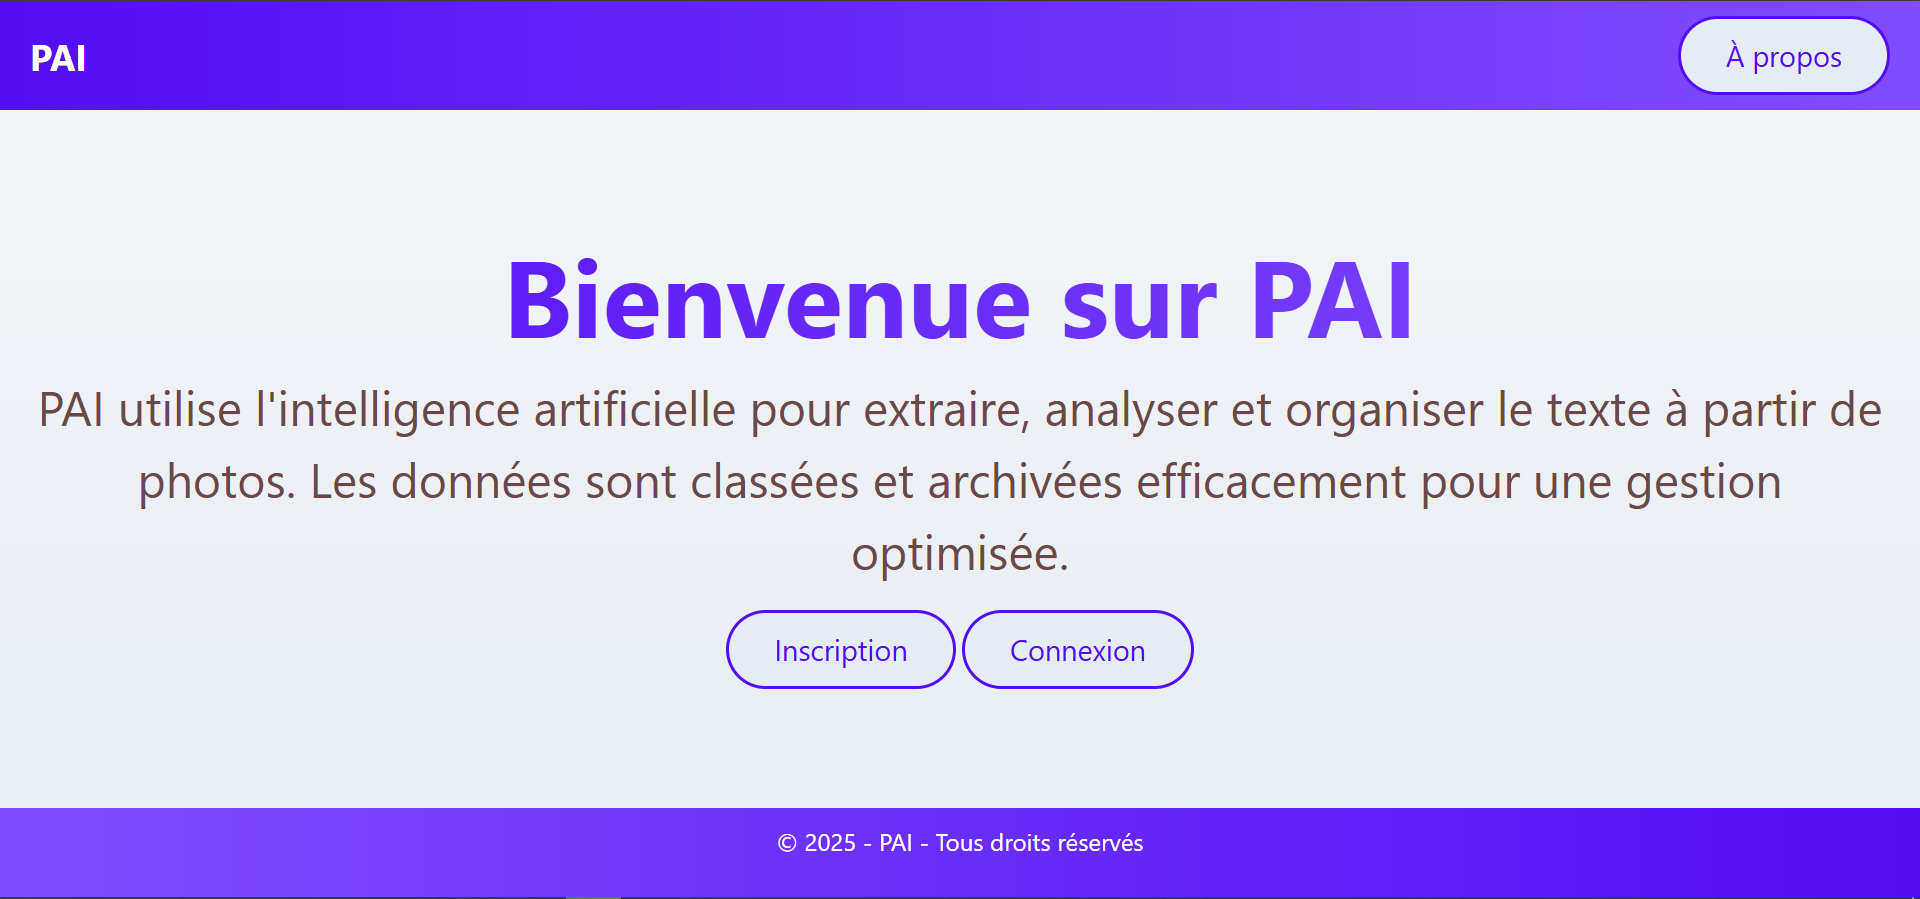 PAI
À propos
Bienvenue sur PAI
PAI utilise l'intelligence artificielle pour extraire, analyser et organiser le texte à partir de
photos. Les données sont classées et archivées efficacement pour une gestion
optimisée.
Inscription
Connexion
© 2025 - PAI - Tous droits réservés